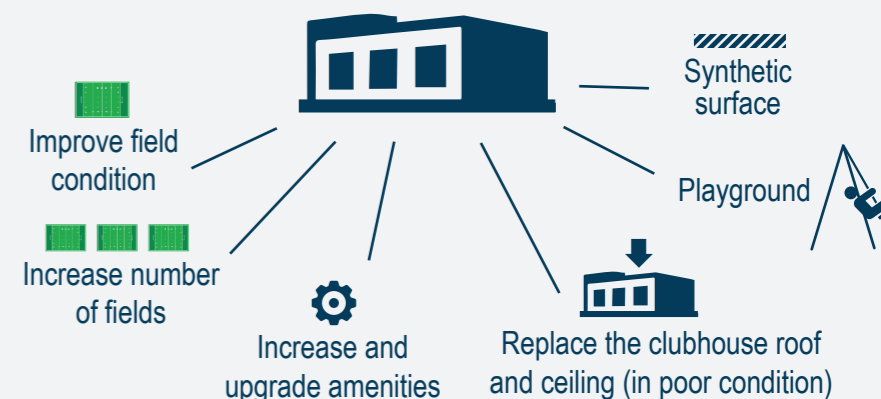 Improve field
condition
Increase number
of fields
Increase and
upgrade amenities
Replace the clubhouse roof
and ceiling (in poor condition)
Playground
Synthetic
surface